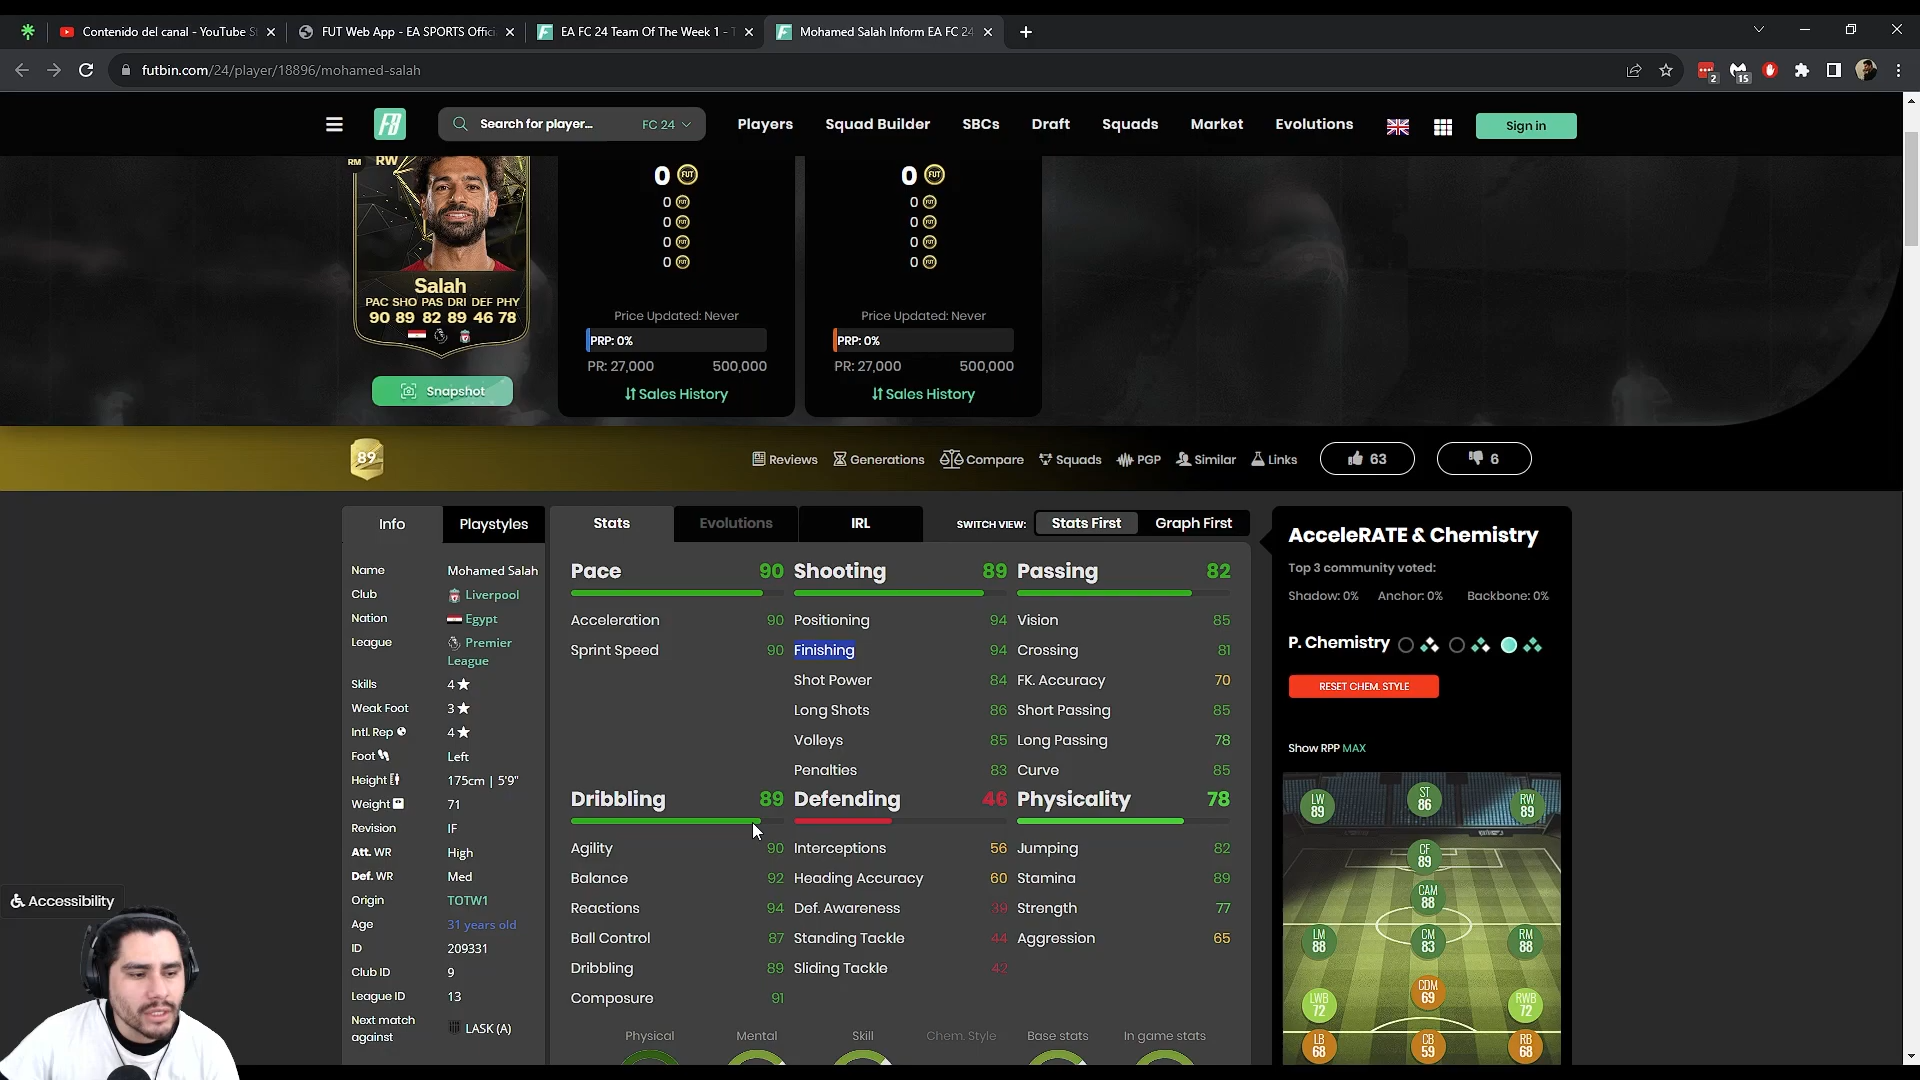 Contenido del canal - YouTube S
FUT Web App - EA SPORTS Offici
EA FC 24 Team Of The Week 1 - T
Mohamed Salah Inform EA FC 24
futbin.com/24/player/18896/mohamed-salah
2
15
Search for player...
FC 24
Players
Squad Builder
SBCs
Draft
Squads
Market
Evolutions
Sign in
RM
RW
Salah
PAC SHO PAS DRI DEF PHY
90 89 82 89 46 78
Snapshot
0
0
0
0
0
Price Updated: Never
PRP: 0%
PR: 27,000 500,000
Sales History
0
0
0
0
0
Price Updated: Never
PRP: 0%
PR: 27,000 500,000
Sales History
89
Reviews
Generations
Compare
Squads
PGP
Similar
Links
63
6
Info
Playstyles
Name Mohamed Salah
Club Liverpool
Nation Egypt
League Premier
League
Skills 4
Weak Foot 3
Intl. Rep 4
Foot Left
Height 175cm | 5'9"
Weight 71
Revision IF
Att. WR High
Def. WR Med
Origin TOTW1
Age 31 years old
ID 209331
Club ID 9
League ID 13
Next match
against
LASK (A)
Stats
Evolutions
IRL
SWITCH VIEW:
Stats First
Graph First
Pace 90
Acceleration 90
Sprint Speed 90
Shooting 89
Positioning 94
Finishing 94
Shot Power 84
Long Shots 86
Volleys 85
Penalties 83
Passing 82
Vision 85
Crossing 81
FK. Accuracy 70
Short Passing 85
Long Passing 78
Curve 85
Dribbling 89
Agility 90
Balance 92
Reactions 94
Ball Control 87
Dribbling 89
Composure 91
Defending 46
Interceptions 56
Heading Accuracy 60
Def. Awareness 39
Standing Tackle 44
Sliding Tackle 42
Physicality 78
Jumping 82
Stamina 89
Strength 77
Aggression 65
Physical
Mental
Skill
Chem. Style
Base stats
In game stats
AcceleRATE & Chemistry
Top 3 community voted:
Shadow: 0% Anchor: 0% Backbone: 0%
P. Chemistry
RESET CHEM. STYLE
Show RPP MAX
LW
89
ST
86
RW
89
CF
89
CAM
88
LM
88
CM
83
RM
88
CDM
69
LWB
72
RWB
72
LB
68
CB
59
RB
68
Accessibility